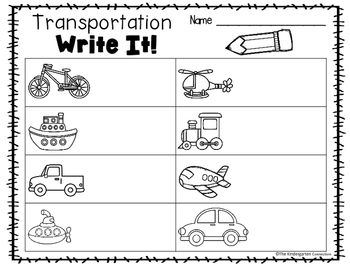 Transportation
Name
Write It!
©The Kindergarten Connection